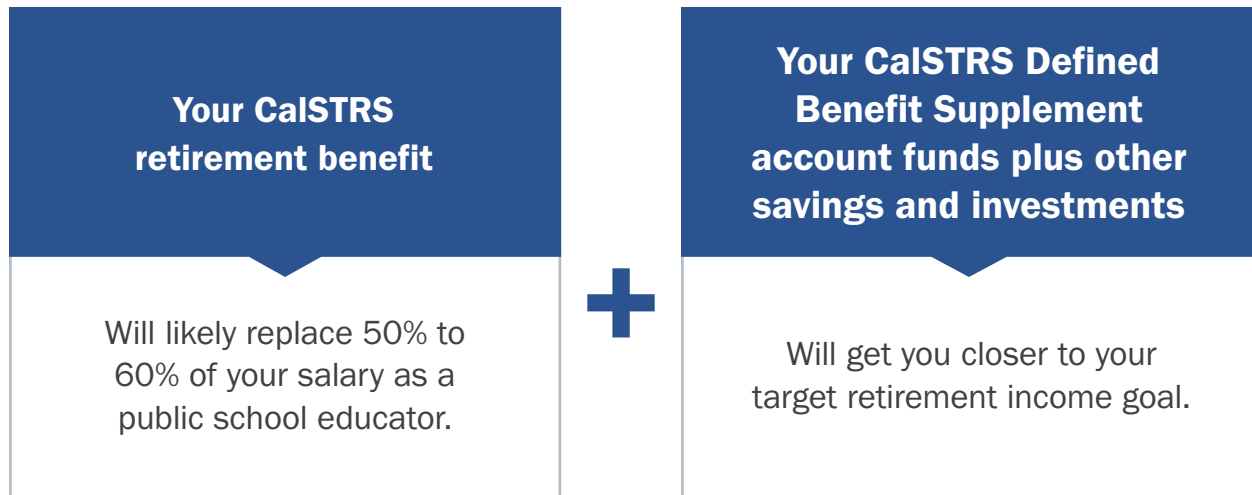 Your CalSTRS
retirement benefit
Will likely replace 50% to
60% of your salary as a
public school educator.
+
Your CalSTRS Defined
Benefit Supplement
account funds plus other
savings and investments
Will get you closer to your
target retirement income goal.